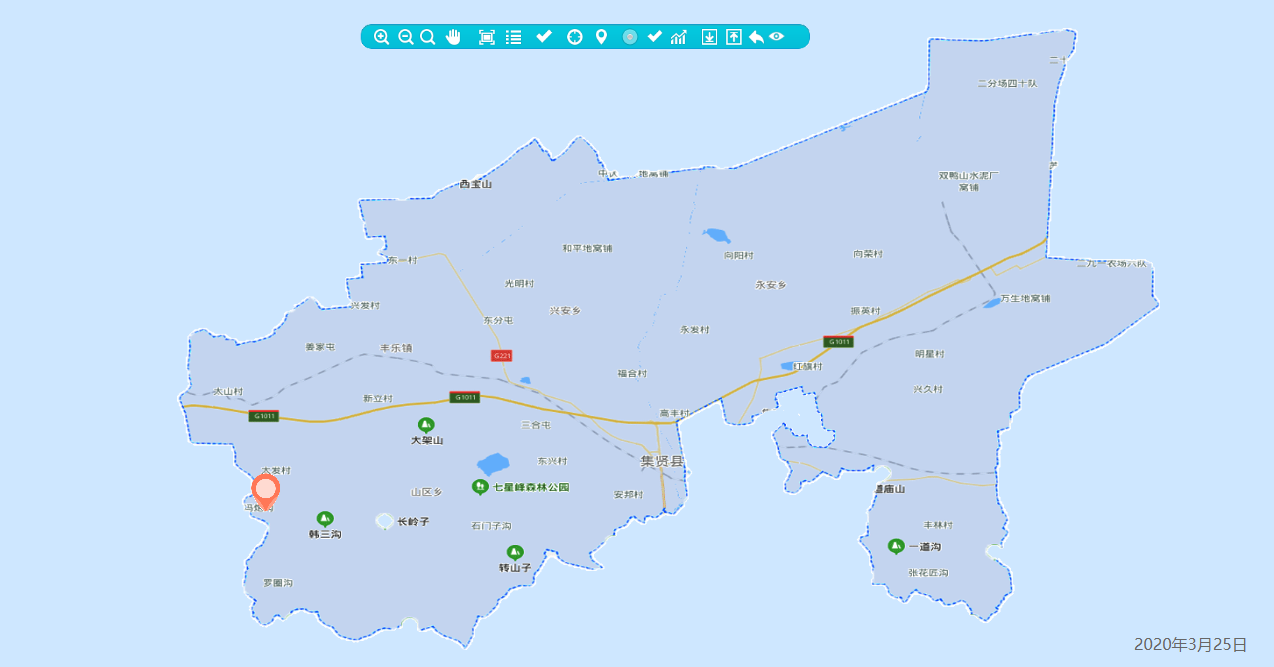 二分场四十队
双鸭山水泥厂
窝铺
西宝山
和平地窝铺
向阳村
向荣村
东一村
光明村
永安乡
万生地窝铺
兴发村
兴安乡
振英村
东分屯
永发村
姜家屯
丰乐镇
G221
G1011
明星村
红旗村
福合村
太山村
兴久村
新立村
G1011
G1011
高丰村
三合屯
大架山
集贤县
东兴村
太发村
七星峰森林公园
山区乡
安邦村
长岭子
石门子沟
韩三沟
丰林村
一道沟
转山子
张花匠沟
罗圈沟
2020年3月25日